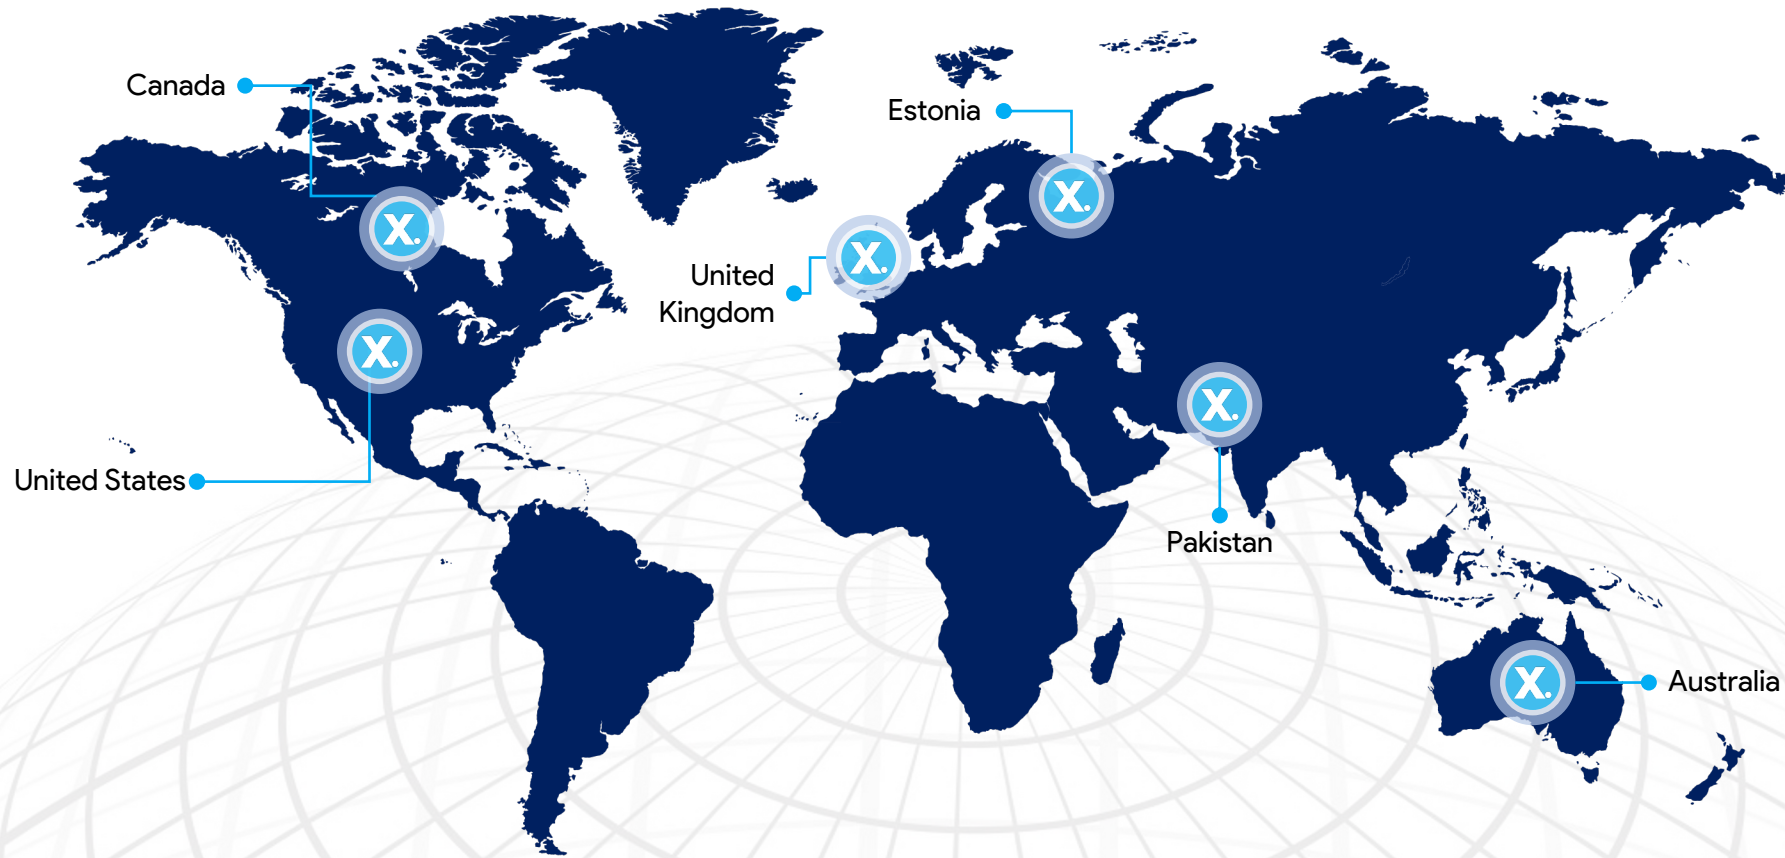 Canada
Estonia
United
Kingdom
United States
Pakistan
Australia
X.
X.
X.
X.
X.
X.